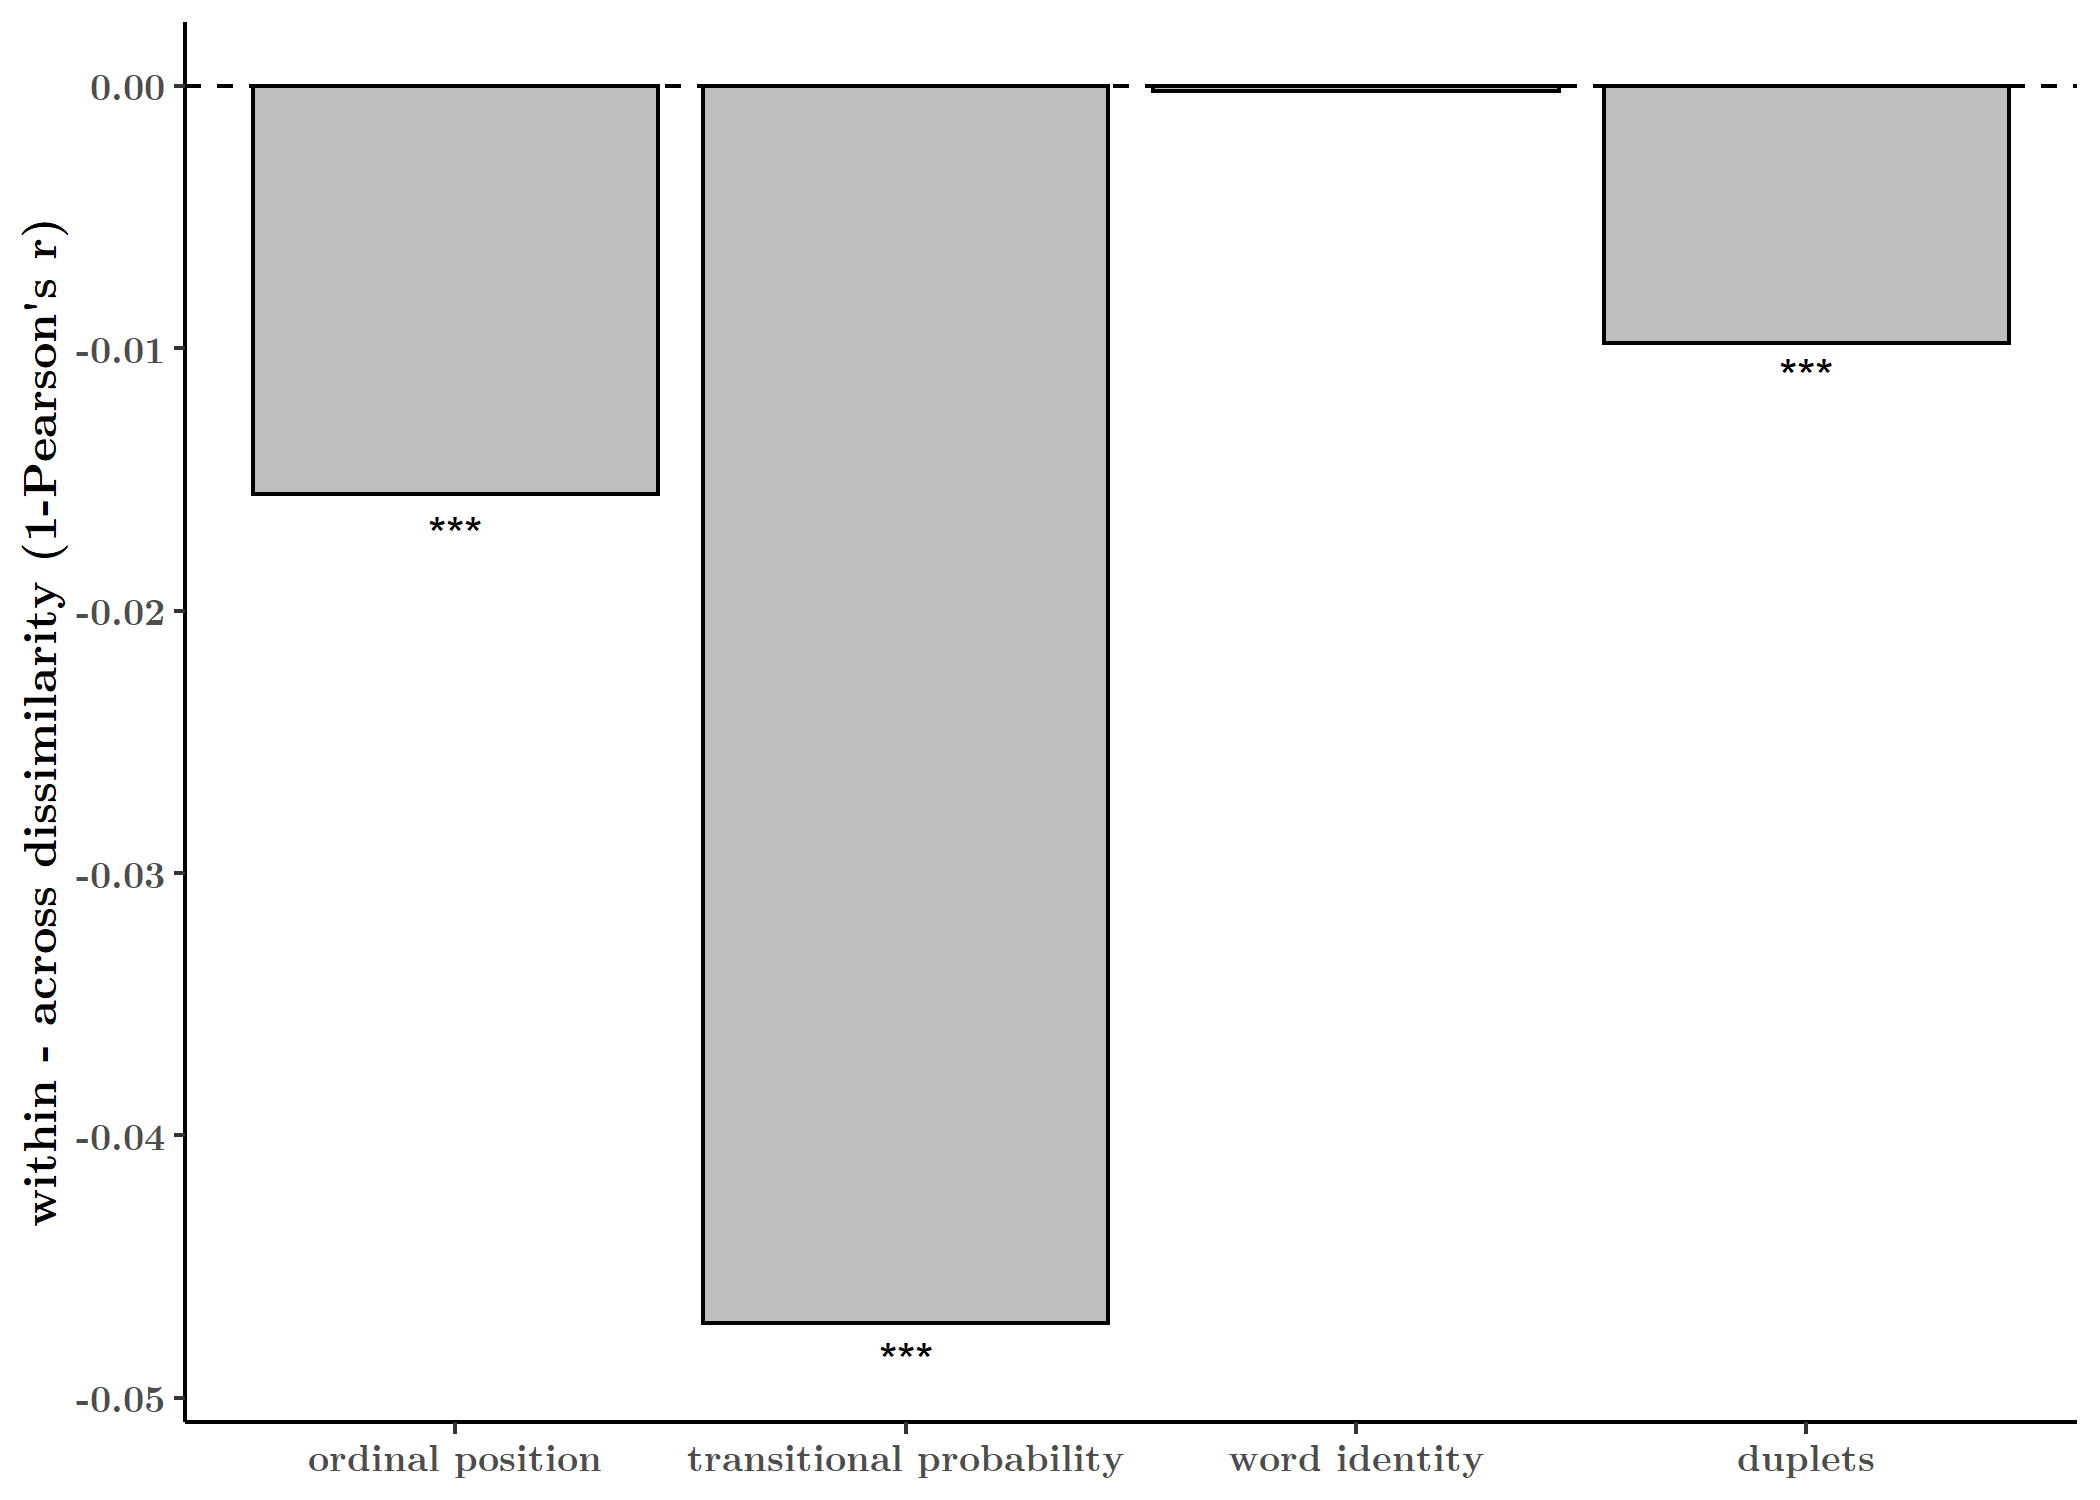 within - across dissimilarity (1-Pearson's r)
0.00
-0.01
-0.02
-0.03
-0.04
-0.05
***
***
***
ordinal position
transitional probability
word identity
duplets